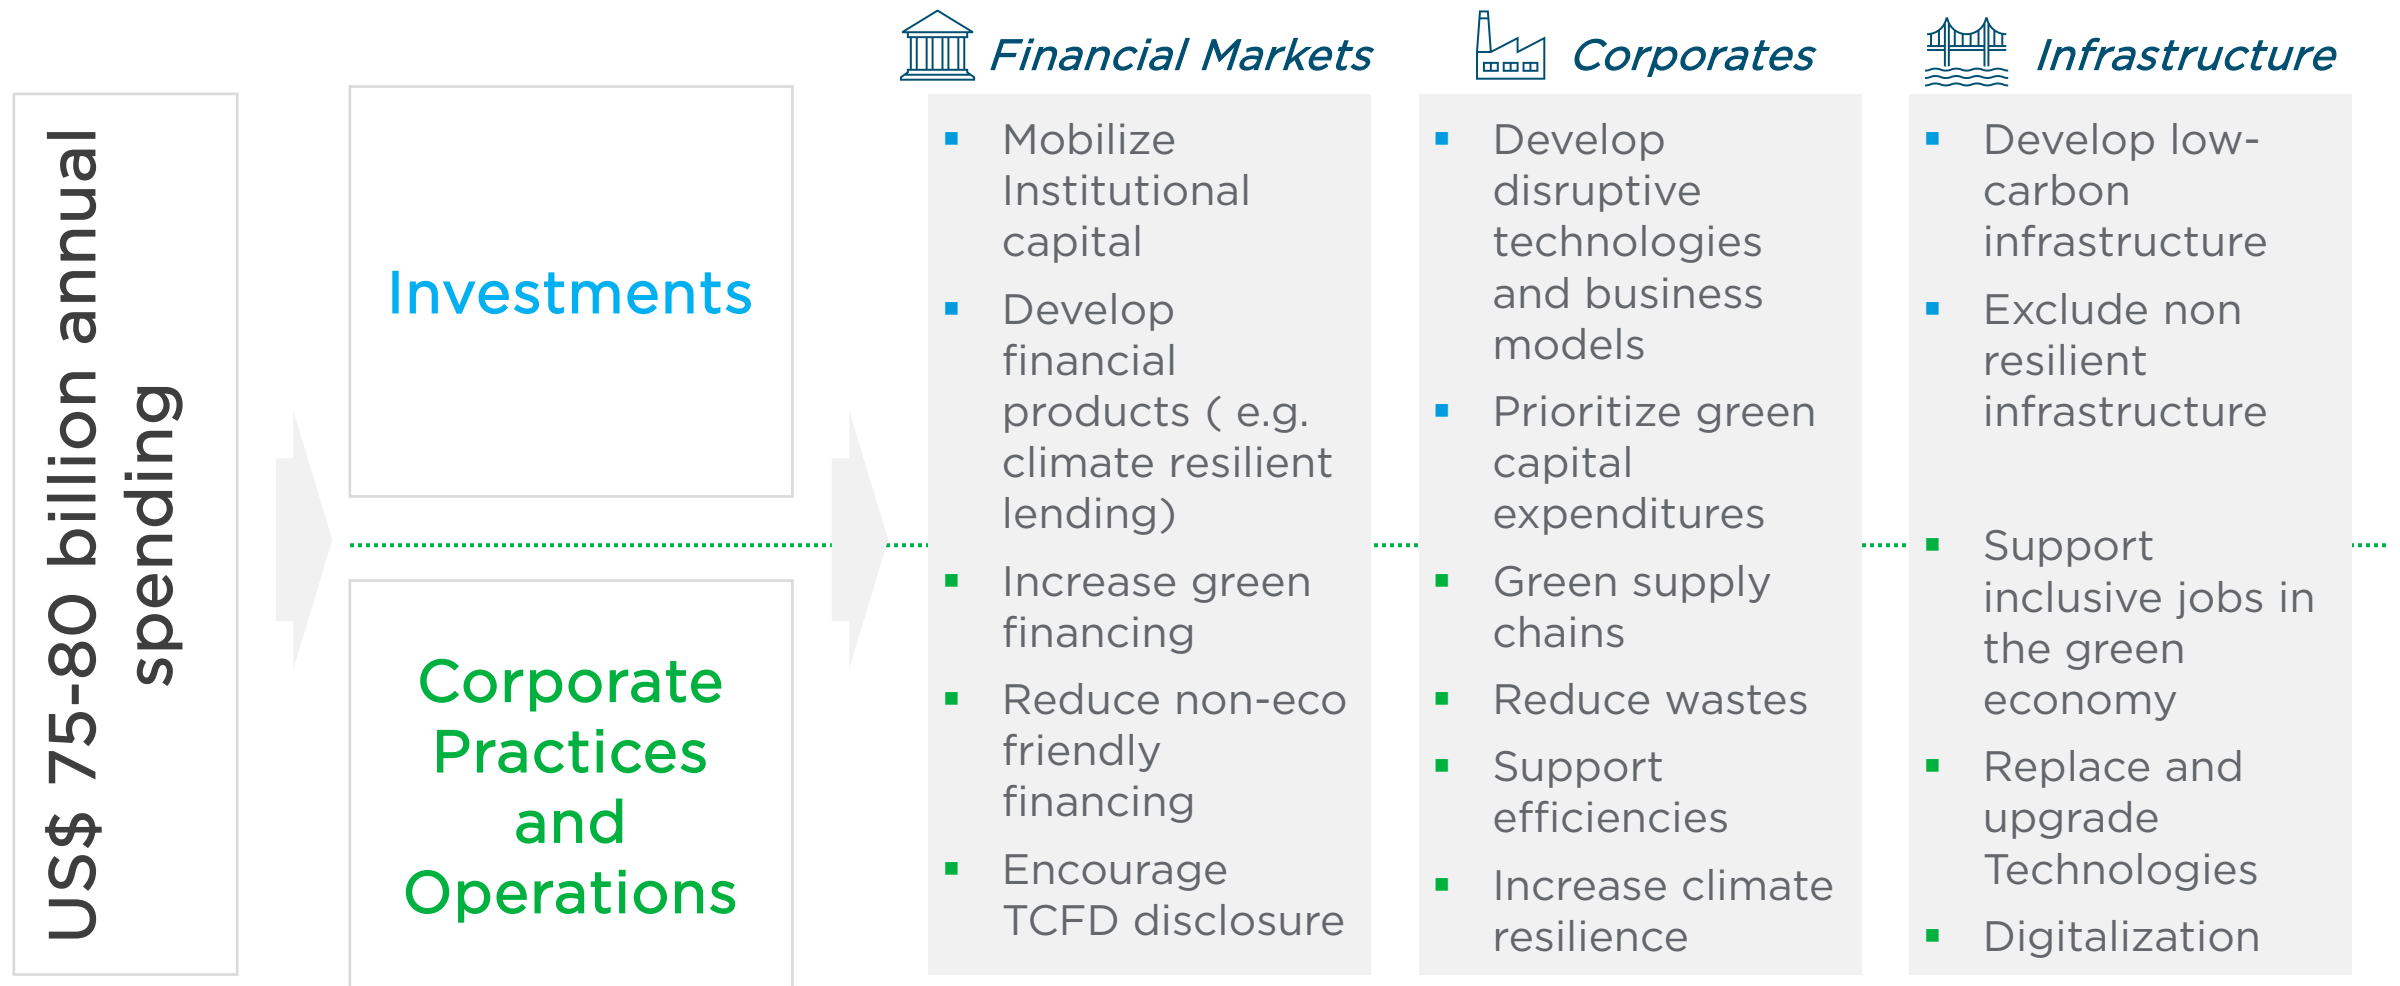 US$ 75-80 billion annual
spending
Investments
Corporate
Practices
and
Operations
Financial Markets
Mobilize
Institutional
capital
Develop
financial
products ( e.g.
climate resilient
lending)
Increase green
financing
Reduce non-eco
friendly
financing
Encourage
TCFD disclosure
Corporates
Develop
disruptive
technologies
and business
models
Prioritize green
capital
expenditures
Green supply
chains
Reduce wastes
Support
efficiencies
Increase climate
resilience
Infrastructure
Develop low-
carbon
infrastructure
Exclude non
resilient
infrastructure
Support
inclusive jobs in
the green
economy
Replace and
upgrade
Technologies
Digitalization